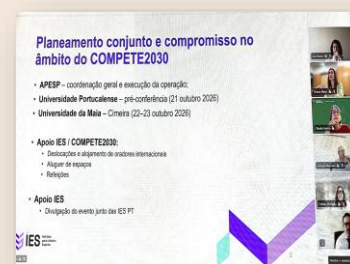 Planeamento conjunto e compromisso no
âmbito do COMPETE2030
• APESP – coordenação geral e execução da operação;
• Universidade Portucalense – pré-conferência (21 outubro 2026)
• Universidade da Maia – Cimeira (22–23 outubro 2026)
• Apoio IES / COMPETE2030:
• Deslocações e alojamento de oradores internacionais
• Aluguer de espaços
• Refeições
• Apoio IES
• Divulgação do evento junto das IES PT
IES